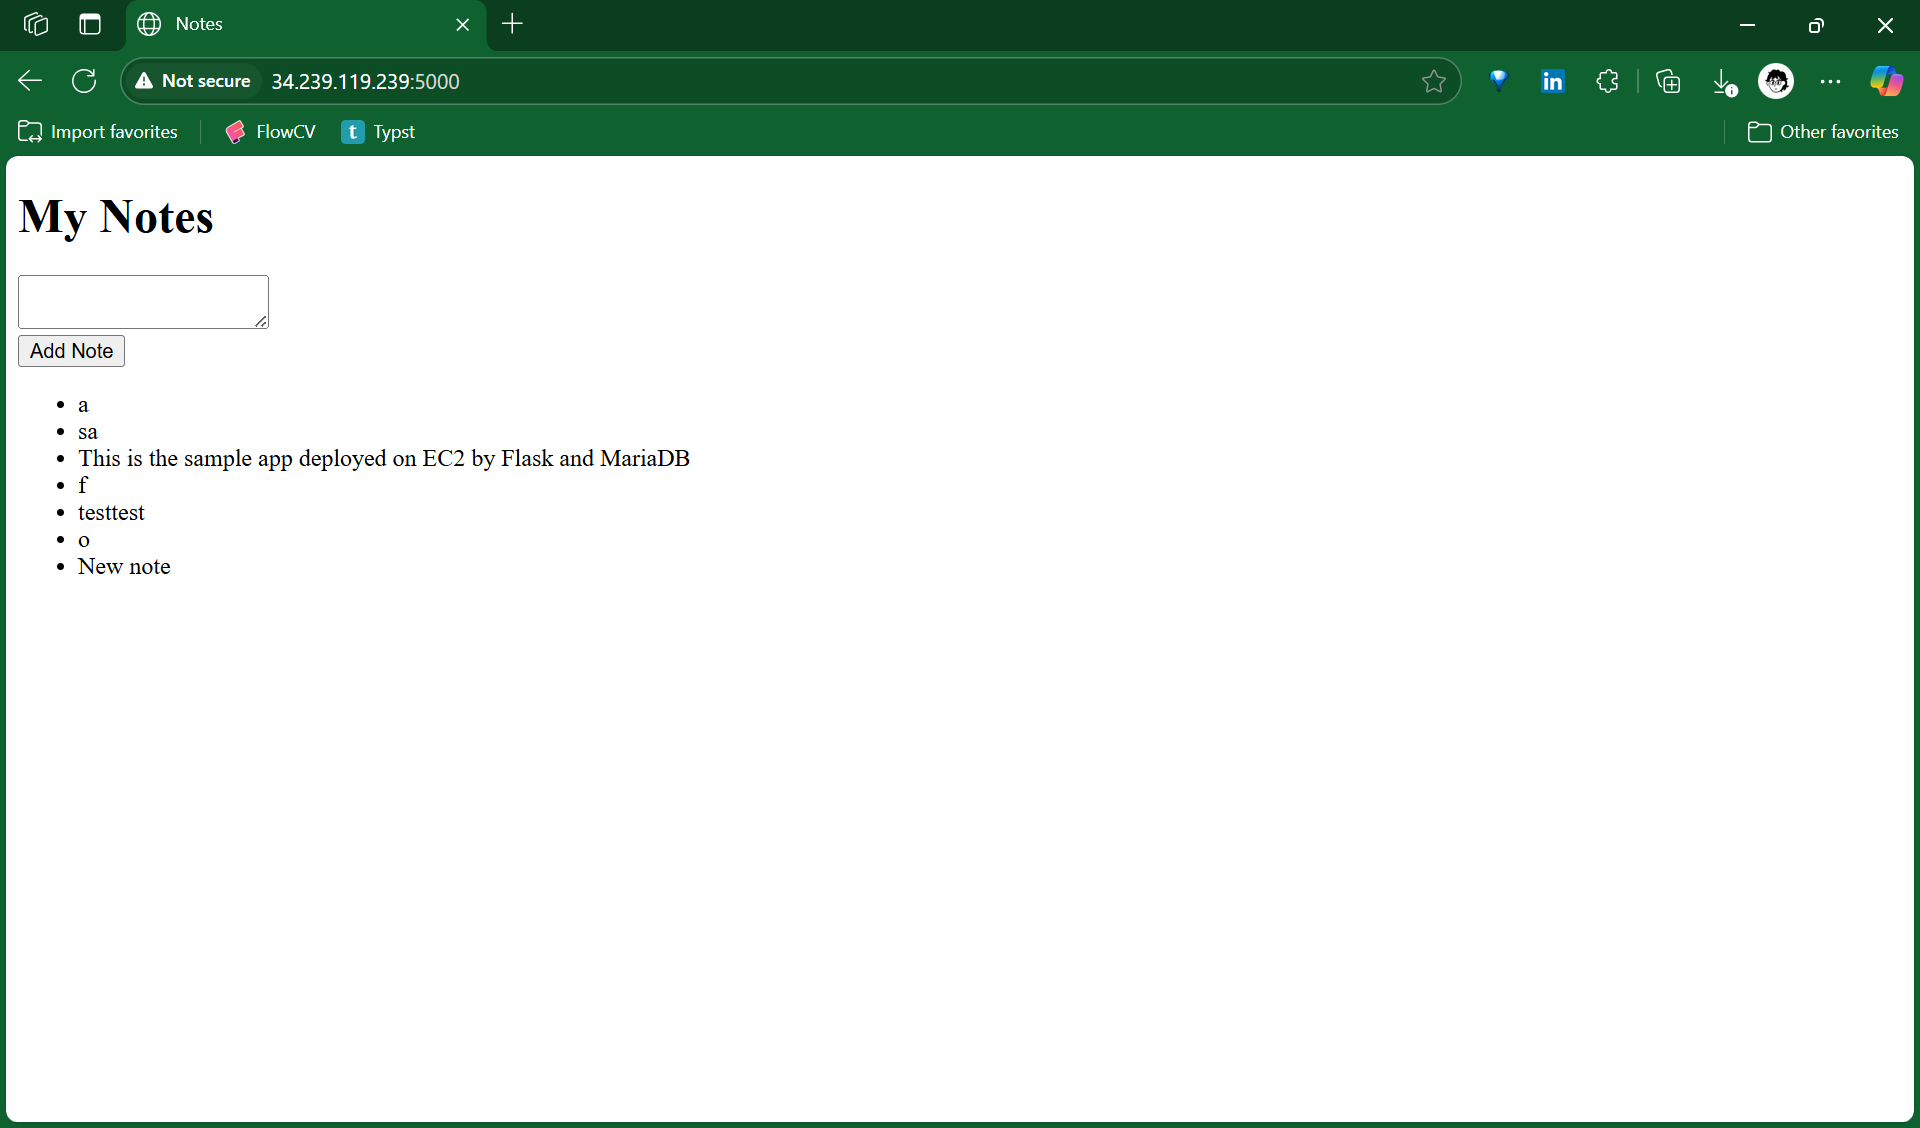 Notes
Not secure 34.239.119.239:5000
in
Import favorites FlowCV t Typst Other favorites
My Notes
Add Note
a
sa
This is the sample app deployed on EC2 by Flask and MariaDB
f
testtest
o
New note